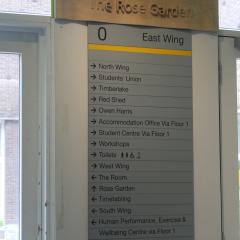 The Rose Garden
0 East Wing
→ North Wing
→ Students' Union
→ Timberlake
→ Red Shed
→ Owen Harris
→ Accommodation Office Via Floor 1
→ Student Centre Via Floor 1
→ Workshops
→ Toilets
← West Wing
← The Room
↑ Rose Garden
← Timetabling
← South Wing
← Human Performance, Exercise &
Wellbeing Centre via Floor 1